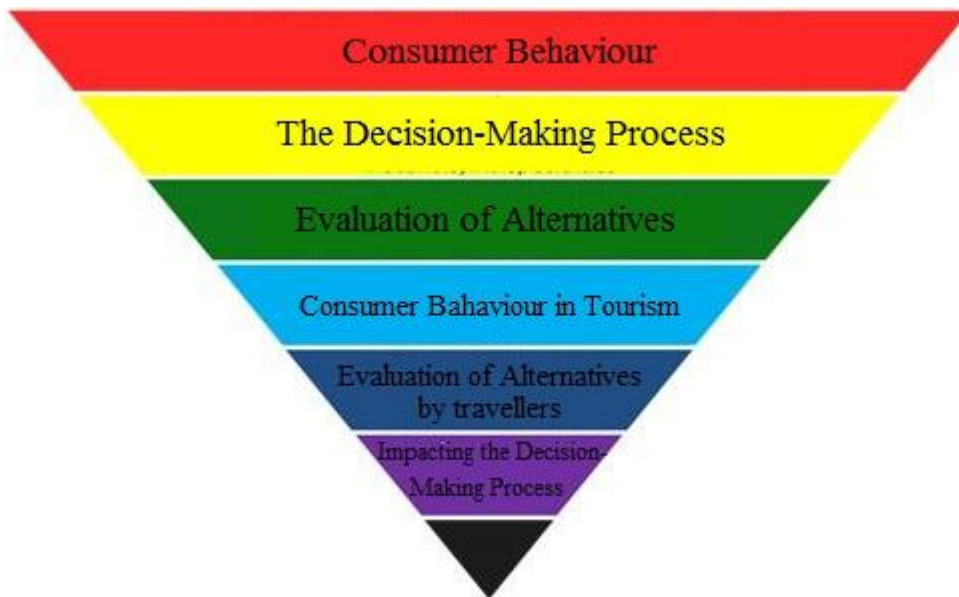 Consumer Behaviour
The Decision-Making Process
Evaluation of Alternatives
Consumer Bahaviour in Tourism
Evaluation of Alternatives
by travellers
Impacting the Decision-
Making Process